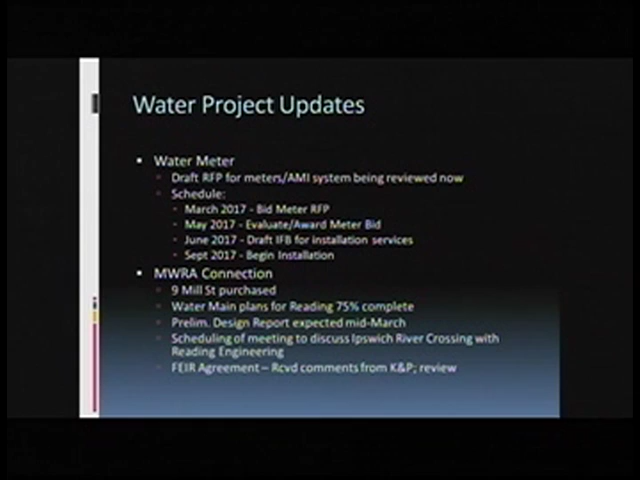 Water Project Updates
Water Meter
Draft RFP for meters/AMI system being reviewed now
Schedule:
March 2017 - Bid Meter RFP
May 2017 - Evaluate/Award Meter Bid
June 2017 - Draft IFB for installation services
Sept 2017 - Begin Installation
MWRA Connection
9 Mill St purchased
Water Main plans for Reading 75% complete
Prelim. Design Report expected mid-March
Scheduling of meeting to discuss Ipswich River Crossing with
Reading Engineering
FEIR Agreement – Rcvd comments from K&P; review